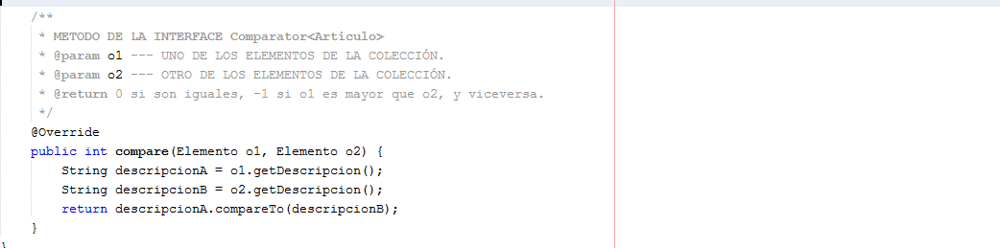 /**
 * METODO DE LA INTERFACE Comparator<Articulo>
 * @param o1 --- UNO DE LOS ELEMENTOS DE LA COLECCIÓN.
 * @param o2 --- OTRO DE LOS ELEMENTOS DE LA COLECCIÓN.
 * @return 0 si son iguales, -1 si o1 es mayor que o2, y viceversa.
 */
@Override
public int compare(Elemento o1, Elemento o2) {
    String descripcionA = o1.getDescripcion();
    String descripcionB = o2.getDescripcion();
    return descripcionA.compareTo(descripcionB);
}
}